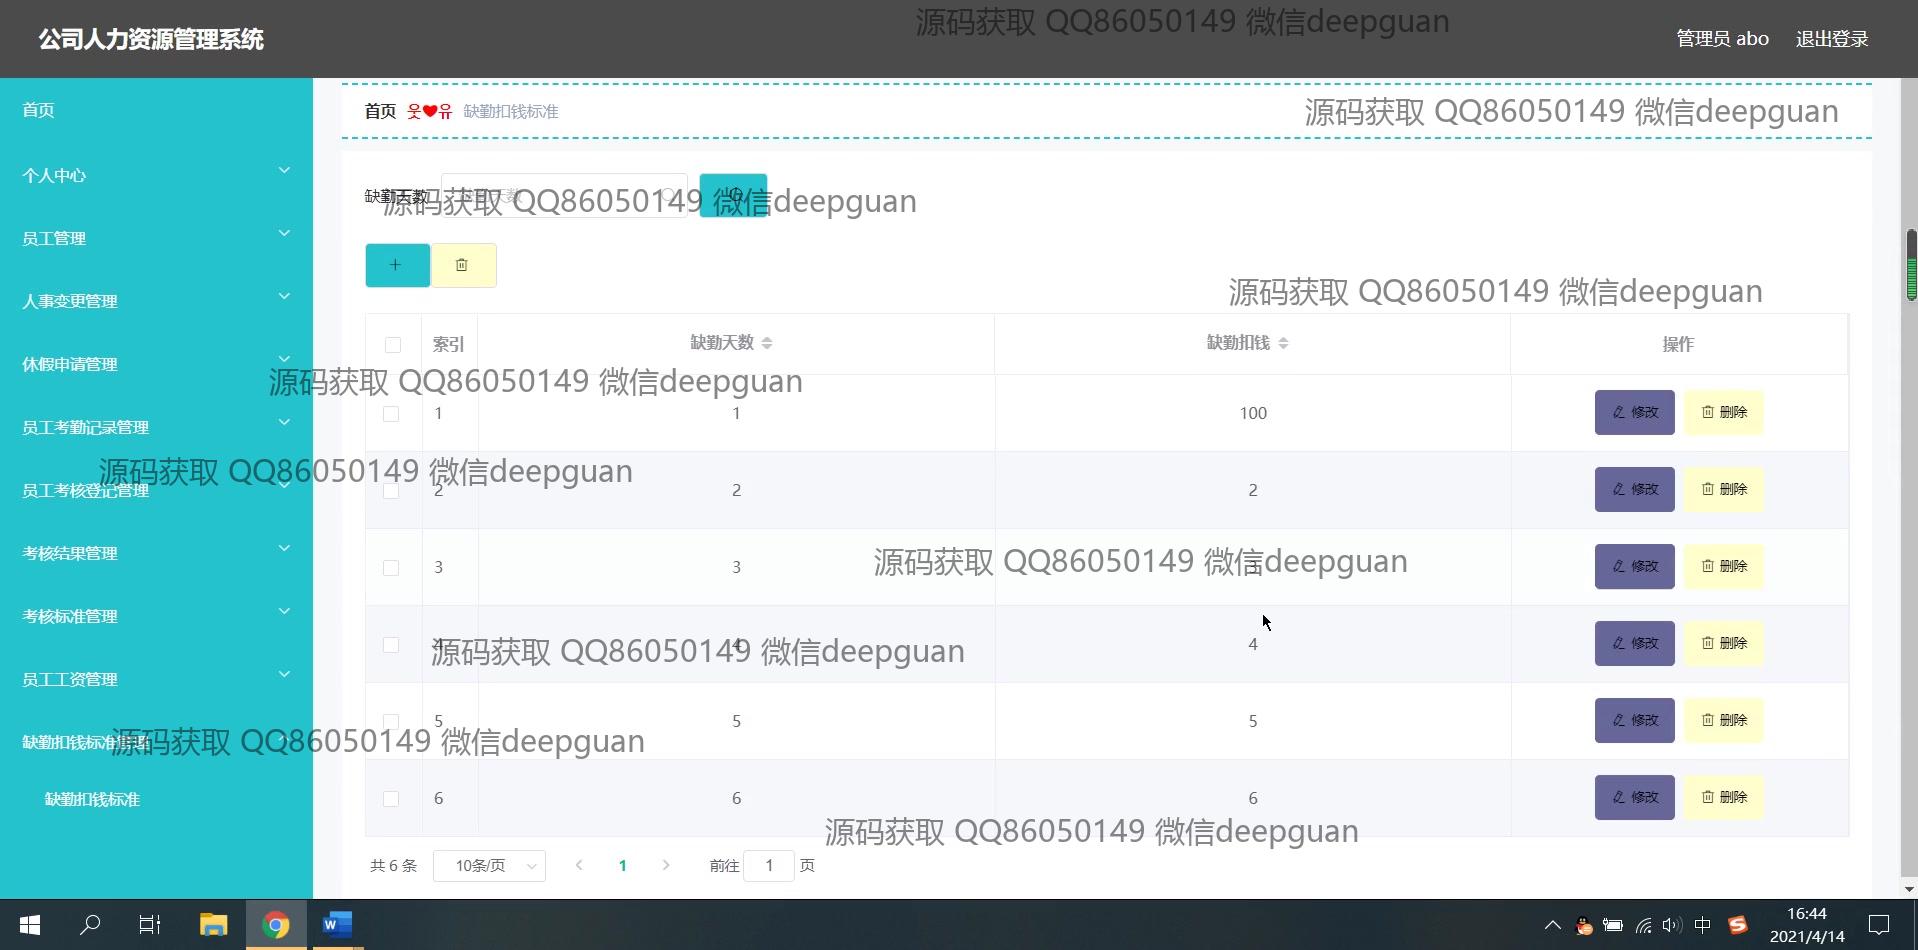 公司人力资源管理系统
源码获取 QQ86050149 微信deepguan
管理员 abo 退出登录
首页
个人中心
员工管理
人事变更管理
休假申请管理
员工考勤记录管理
员工考核登记管理
考核结果管理
考核标准管理
员工工资管理
缺勤扣钱标准管理
缺勤扣钱标准
首页 웃❤유 缺勤扣钱标准
源码获取 QQ86050149 微信deepguan
缺勤天数 缺勤天数
源码获取 QQ86050149 微信deepguan
源码获取 QQ86050149 微信deepguan
索引 缺勤天数 缺勤扣钱 操作
源码获取 QQ86050149 微信deepguan
1 1 100 修改 删除
源码获取 QQ86050149 微信deepguan
2 2 2 修改 删除
源码获取 QQ86050149 微信deepguan
3 3 3 修改 删除
源码获取 QQ86050149 微信deepguan
4 4 4 修改 删除
5 5 5 修改 删除
源码获取 QQ86050149 微信deepguan
6 6 6 修改 删除
源码获取 QQ86050149 微信deepguan
共 6 条 10条/页 1 前往 1 页
中
16:44
2021/4/14